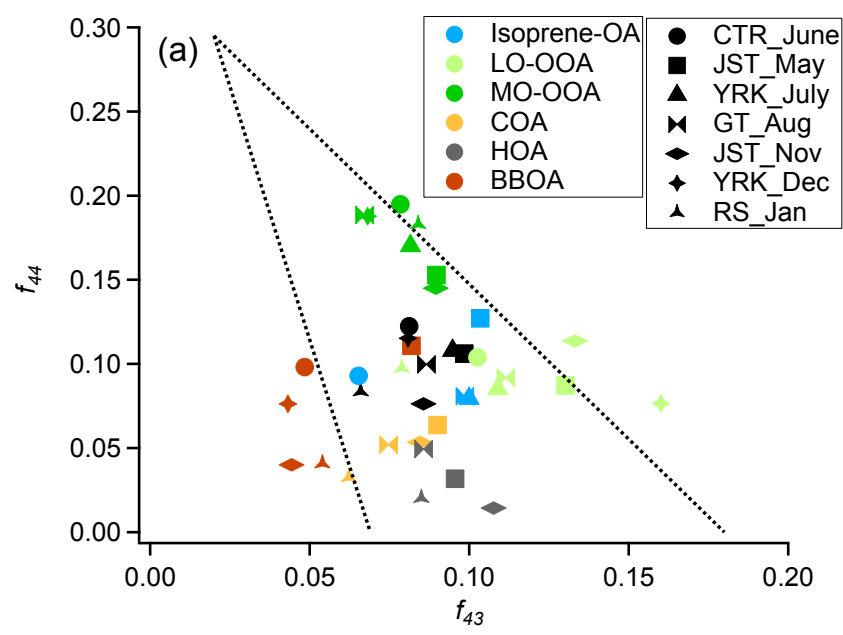 (a)
Isoprene-OA
LO-OOA
MO-OOA
COA
HOA
BBOA
CTR_June
JST_May
YRK_July
GT_Aug
JST_Nov
YRK_Dec
RS_Jan
f44
0.30
0.25
0.20
0.15
0.10
0.05
0.00
0.00 0.05 0.10 0.15 0.20
f43